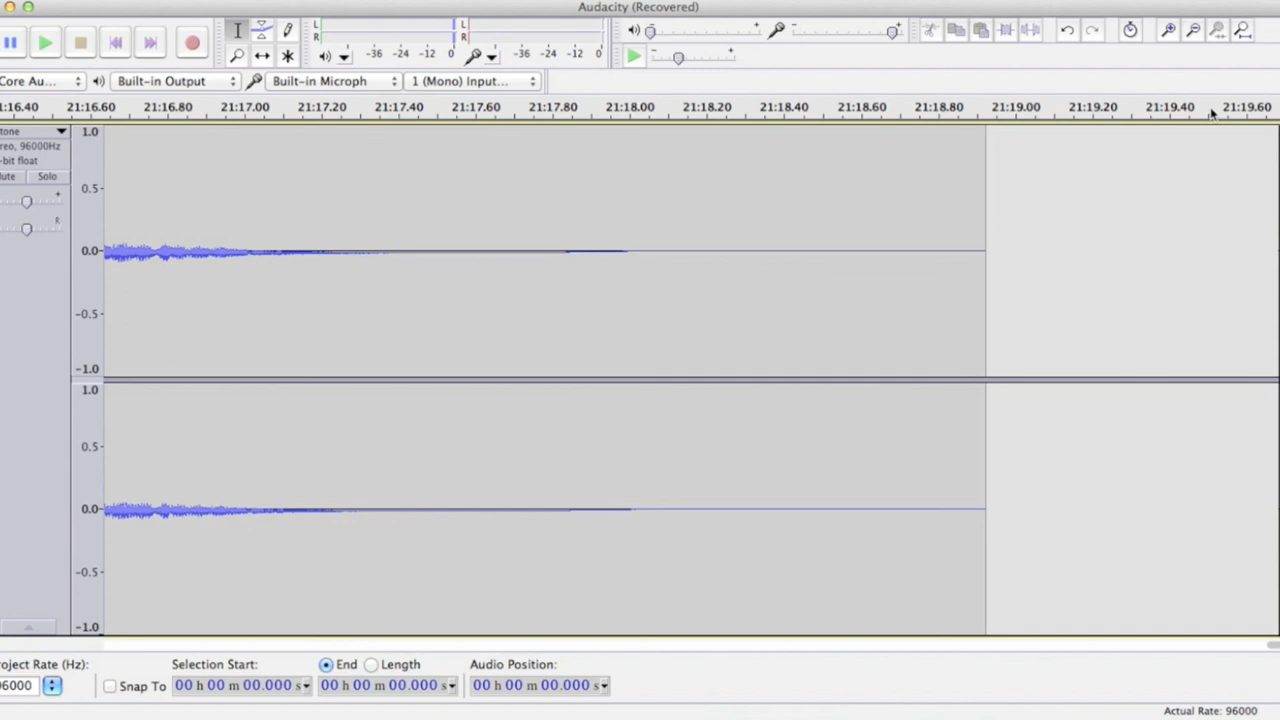 Audacity (Recovered)
L
R
-36 -24 -12 0
L
R
-36 -24 -12 0
Core Au... Built-in Output Built-in Microph 1 (Mono) Input...
21:16.40 21:16.60 21:16.80 21:17.00 21:17.20 21:17.40 21:17.60 21:17.80 21:18.00 21:18.20 21:18.40 21:18.60 21:18.80 21:19.00 21:19.20 21:19.40 21:19.60
tone
reo, 96000Hz
-bit float
ute Solo
+
R
1.0
0.5-
0.0-
-0.5-
-1.0
1.0
0.5-
0.0-
-0.5-
-1.0
roject Rate (Hz): Selection Start: End Length Audio Position:
96000 Snap To 00 h 00 m 00.000 s 00 h 00 m 00.000 s 00 h 00 m 00.000 s
Actual Rate: 96000